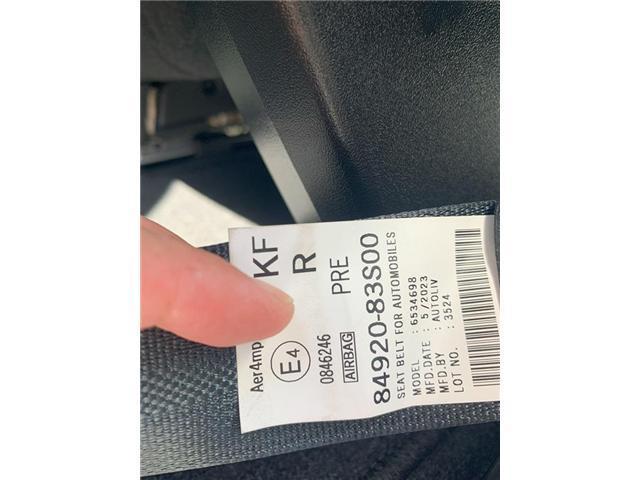 Aer4mp
KF
R
E4
0846246
AIRBAG
PRE
84920-83S00
SEAT BELT FOR AUTOMOBILES
MODEL : 6534698
MFD.DATE : 5/2023
MFD.BY : AUTOLIV
LOT NO. : 3524